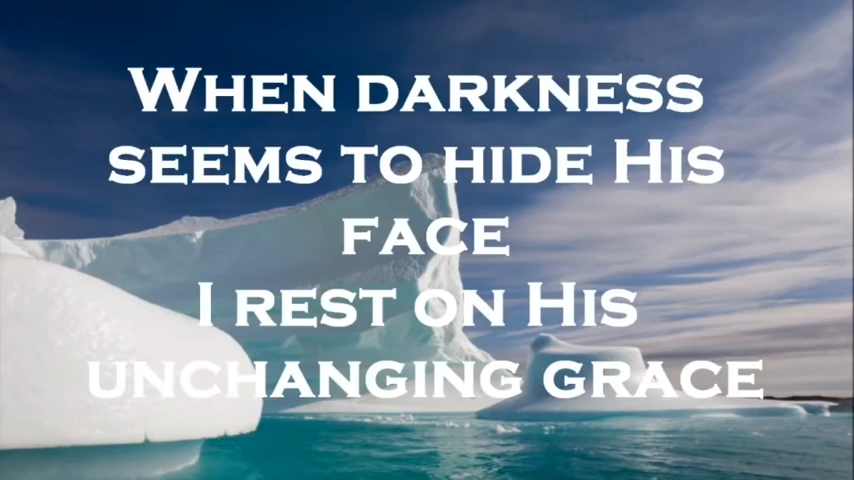 When darkness
seems to hide His
face
I rest on His
unchanging grace